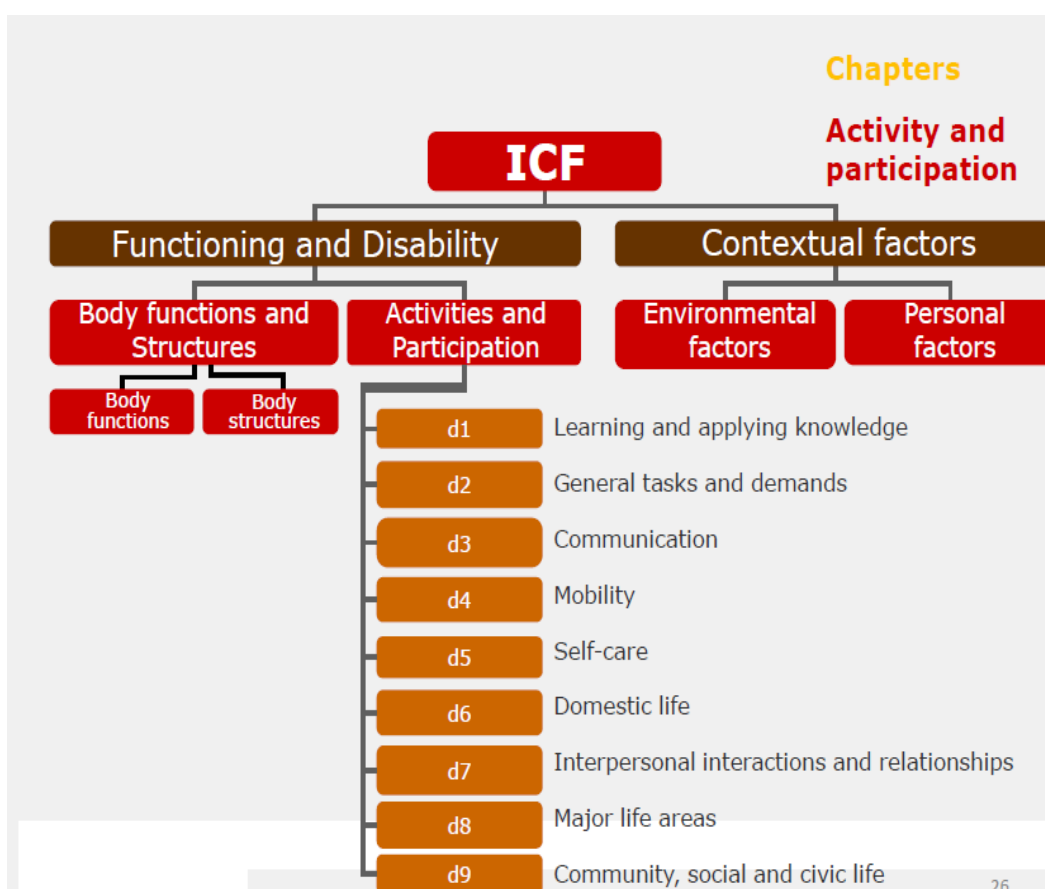 Chapters
Activity and
participation
ICF
Functioning and Disability
Contextual factors
Body functions and
Structures
Activities and
Participation
Environmental
factors
Personal
factors
Body
functions
Body
structures
d1 Learning and applying knowledge
d2 General tasks and demands
d3 Communication
d4 Mobility
d5 Self-care
d6 Domestic life
d7 Interpersonal interactions and relationships
d8 Major life areas
d9 Community, social and civic life
26